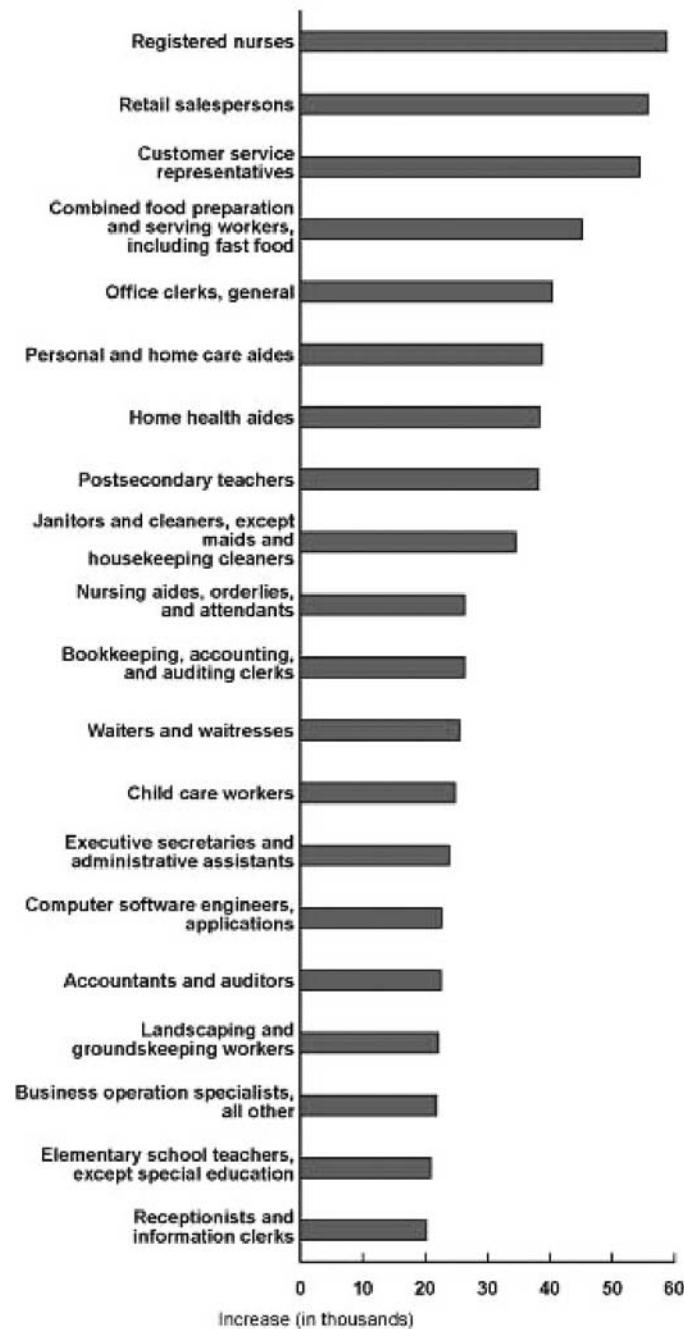 Registered nurses
Retail salespersons
Customer service
representatives
Combined food preparation
and serving workers,
including fast food
Office clerks, general
Personal and home care aides
Home health aides
Postsecondary teachers
Janitors and cleaners, except
maids and
housekeeping cleaners
Nursing aides, orderlies,
and attendants
Bookkeeping, accounting,
and auditing clerks
Waiters and waitresses
Child care workers
Executive secretaries and
administrative assistants
Computer software engineers,
applications
Accountants and auditors
Landscaping and
groundskeeping workers
Business operation specialists,
all other
Elementary school teachers,
except special education
Receptionists and
information clerks
0 10 20 30 40 50 60
Increase (in thousands)